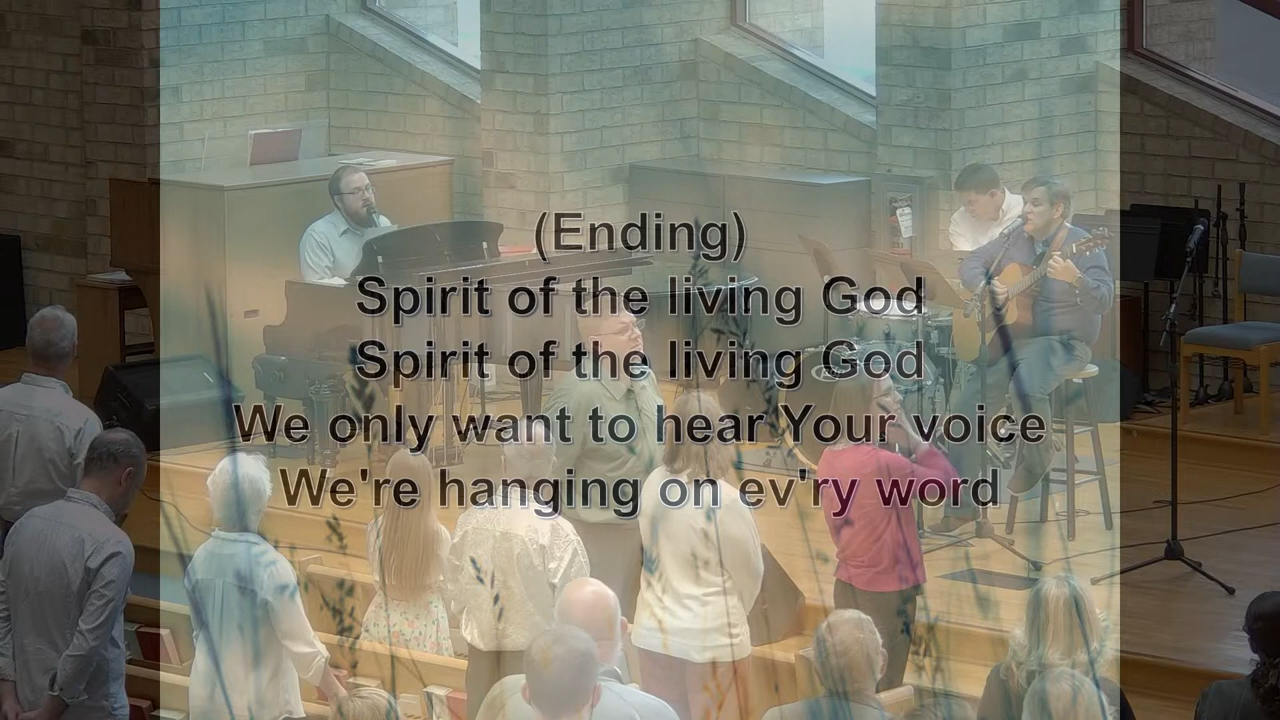 (Ending)
Spirit of the living God
Spirit of the living God
We only want to hear Your voice
We're hanging on ev'ry word